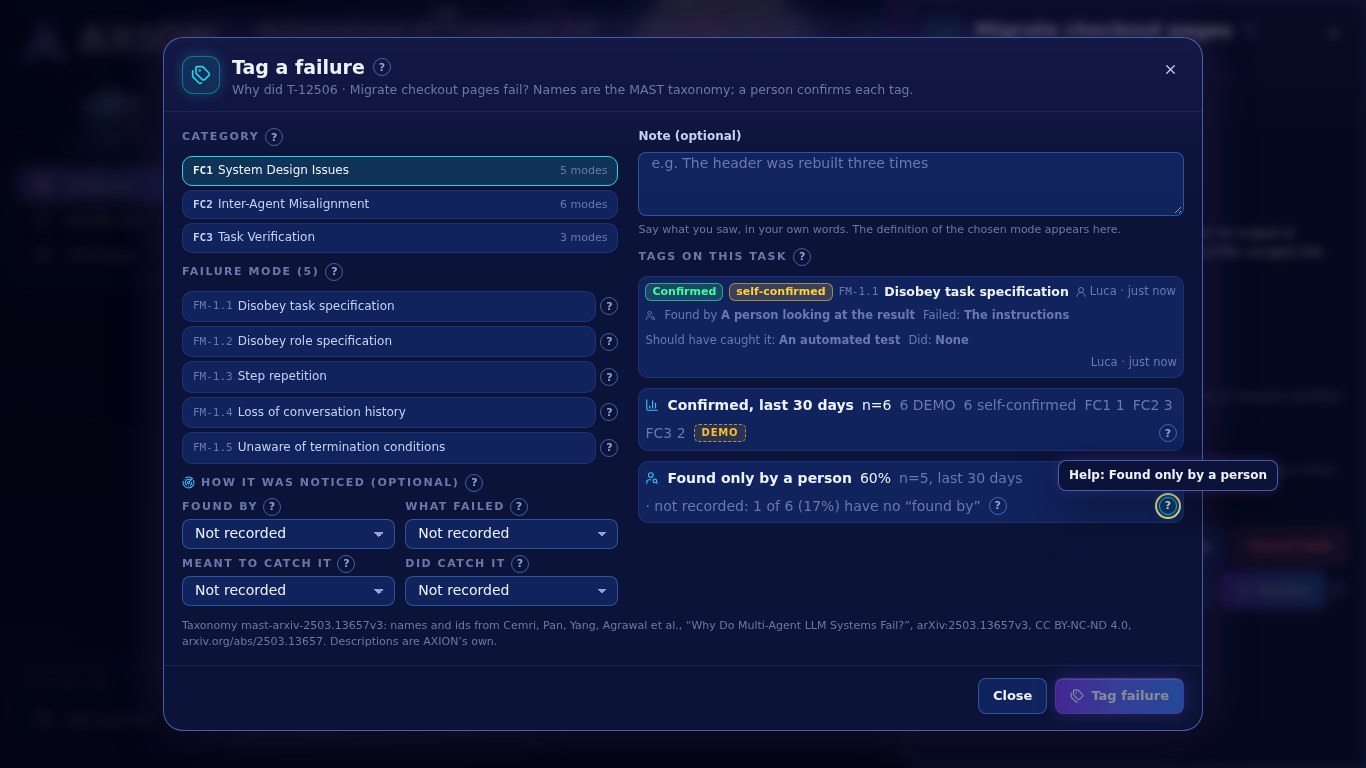 Tag a failure ?
Why did T-12506 · Migrate checkout pages fail? Names are the MAST taxonomy; a person confirms each tag.
×
CATEGORY ?
FC1 System Design Issues 5 modes
FC2 Inter-Agent Misalignment 6 modes
FC3 Task Verification 3 modes
FAILURE MODE (5) ?
FM-1.1 Disobey task specification ?
FM-1.2 Disobey role specification ?
FM-1.3 Step repetition ?
FM-1.4 Loss of conversation history ?
FM-1.5 Unaware of termination conditions ?
HOW IT WAS NOTICED (OPTIONAL) ?
FOUND BY ? WHAT FAILED ?
Not recorded Not recorded
MEANT TO CATCH IT ? DID CATCH IT ?
Not recorded Not recorded
Note (optional)
e.g. The header was rebuilt three times
Say what you saw, in your own words. The definition of the chosen mode appears here.
TAGS ON THIS TASK ?
Confirmed self-confirmed FM-1.1 Disobey task specification Luca · just now
Found by A person looking at the result Failed: The instructions
Should have caught it: An automated test Did: None
Luca · just now
Confirmed, last 30 days n=6 6 DEMO 6 self-confirmed FC1 1 FC2 3
FC3 2 DEMO ?
Help: Found only by a person
Found only by a person 60% n=5, last 30 days
· not recorded: 1 of 6 (17%) have no “found by” ? ?
Taxonomy mast-arxiv-2503.13657v3: names and ids from Cemri, Pan, Yang, Agrawal et al., “Why Do Multi-Agent LLM Systems Fail?”, arXiv:2503.13657v3, CC BY-NC-ND 4.0,
arxiv.org/abs/2503.13657. Descriptions are AXION’s own.
Close Tag failure
Migrate checkout pages